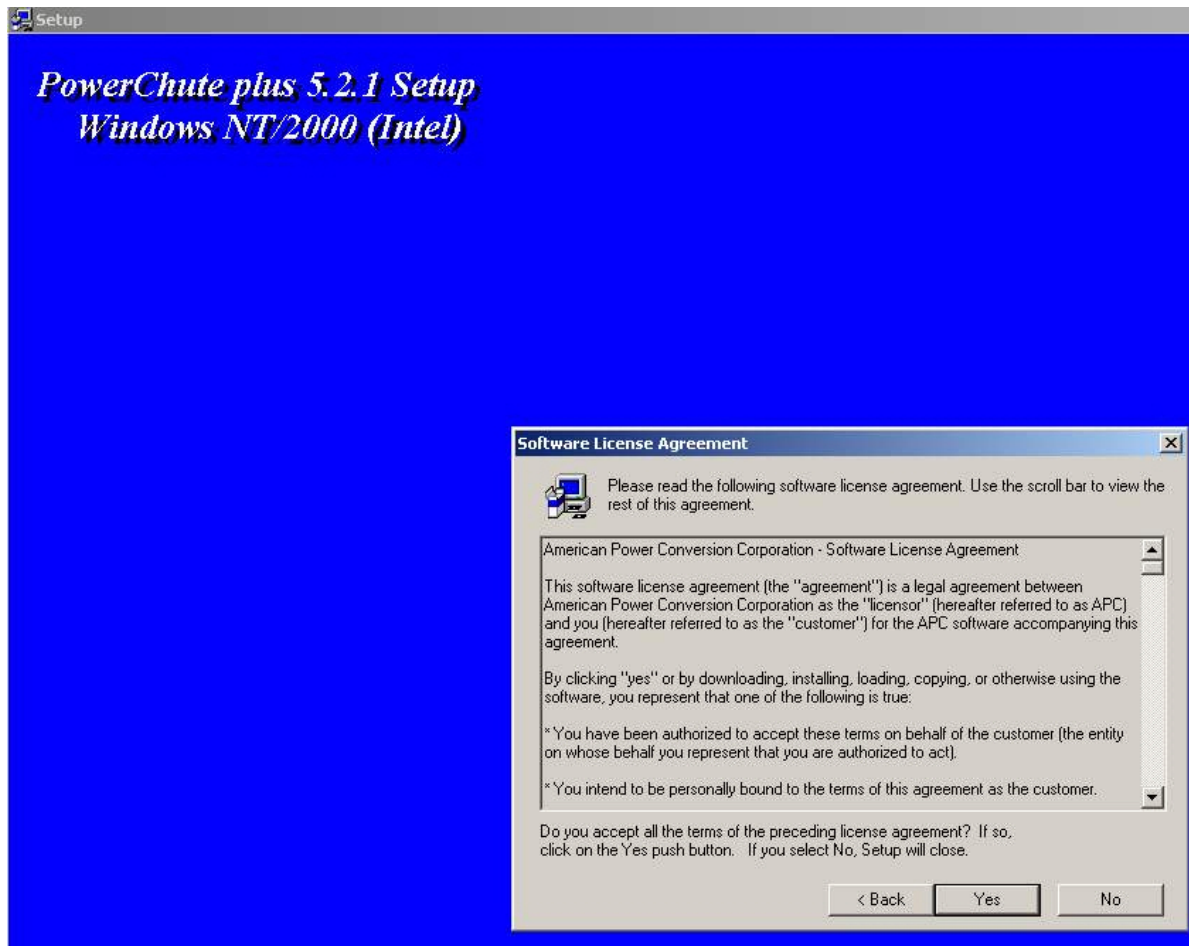 Setup
PowerChute plus 5.2.1 Setup
Windows NT/2000 (Intel)
Software License Agreement
Please read the following software license agreement. Use the scroll bar to view the
rest of this agreement.
American Power Conversion Corporation - Software License Agreement
This software license agreement (the "agreement") is a legal agreement between
American Power Conversion Corporation as the "licensor" (hereafter referred to as APC)
and you (hereafter referred to as the "customer") for the APC software accompanying this
agreement.
By clicking "yes" or by downloading, installing, loading, copying, or otherwise using the
software, you represent that one of the following is true:
* You have been authorized to accept these terms on behalf of the customer (the entity
on whose behalf you represent that you are authorized to act).
* You intend to be personally bound to the terms of this agreement as the customer.
Do you accept all the terms of the preceding license agreement? If so,
click on the Yes push button. If you select No, Setup will close.
< Back Yes No